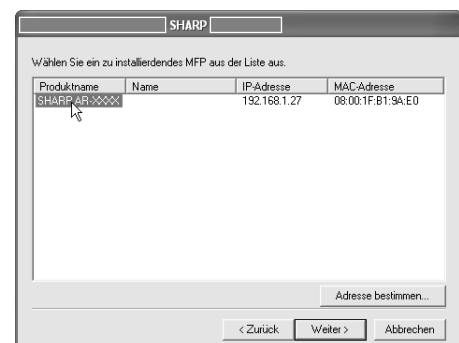 SHARP
Wählen Sie ein zu installierdendes MFP aus der Liste aus.
Produktname Name IP-Adresse MAC-Adresse
SHARP AR-XXXX 192.168.1.27 08:00:1F:B1:9A:E0
Adresse bestimmen...
< Zurück Weiter > Abbrechen